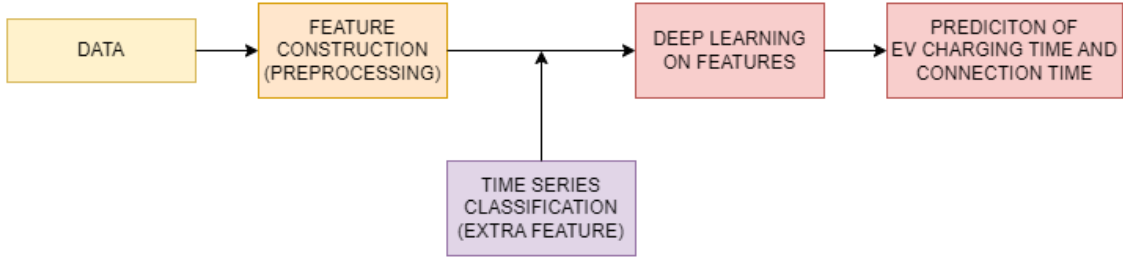 DATA
FEATURE
CONSTRUCTION
(PREPROCESSING)
DEEP LEARNING
ON FEATURES
PREDICITON OF
EV CHARGING TIME AND
CONNECTION TIME
TIME SERIES
CLASSIFICATION
(EXTRA FEATURE)